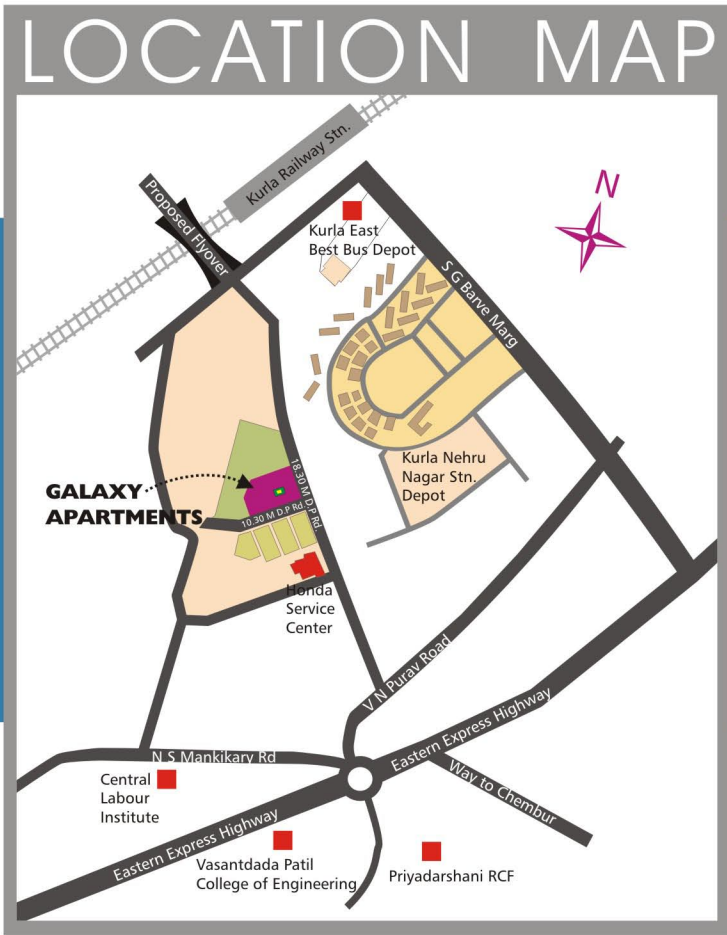 LOCATION MAP
Kurla Railway Stn.
N
Proposed Flyover
Kurla East
Best Bus Depot
S G Barve Marg
Kurla Nehru
Nagar Stn.
Depot
18.30 M D.P Rd.
GALAXY
APARTMENTS
10.30 M D.P Rd.
Honda
Service
Center
V N Purav Road
Eastern Express Highway
N S Mankikary Rd
Way to Chembur
Central
Labour
Institute
Eastern Express Highway
Vasantdada Patil
College of Engineering
Priyadarshani RCF